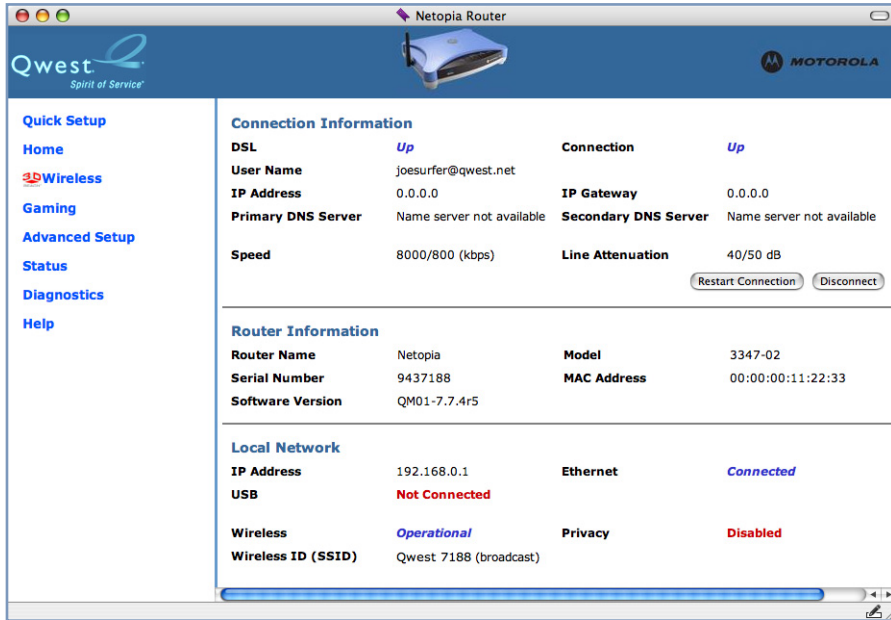 Netopia Router
Qwest
Spirit of Service
MOTOROLA
Quick Setup
Home
Wireless
Gaming
Advanced Setup
Status
Diagnostics
Help
Connection Information
DSL Up Connection Up
User Name joesurfer@qwest.net
IP Address 0.0.0.0 IP Gateway 0.0.0.0
Primary DNS Server Name server not available Secondary DNS Server Name server not available
Speed 8000/800 (kbps) Line Attenuation 40/50 dB
Restart Connection Disconnect
Router Information
Router Name Netopia Model 3347-02
Serial Number 9437188 MAC Address 00:00:00:11:22:33
Software Version QM01-7.7.4r5
Local Network
IP Address 192.168.0.1 Ethernet Connected
USB Not Connected
Wireless Operational Privacy Disabled
Wireless ID (SSID) Qwest 7188 (broadcast)